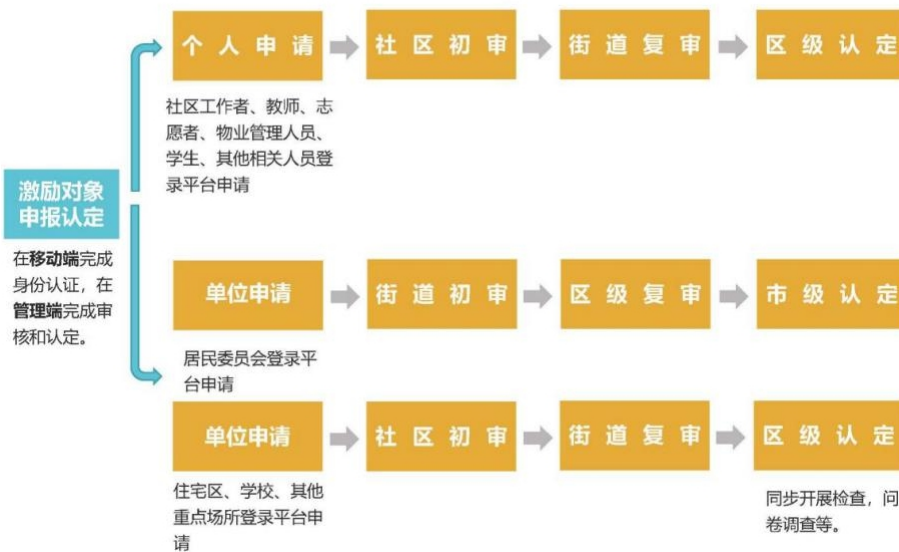 个人申请
社区初审
街道复审
区级认定
社区工作者、教师、志
愿者、物业管理人员、
学生、其他相关人员登
录平台申请
激励对象
申报认定
在移动端完成
身份认证，在
管理端完成审
核和认定。
单位申请
街道初审
区级复审
市级认定
居民委员会登录平
台申请
单位申请
社区初审
街道复审
区级认定
住宅区、学校、其他
重点场所登录平台申
请
同步开展检查，问
卷调查等。